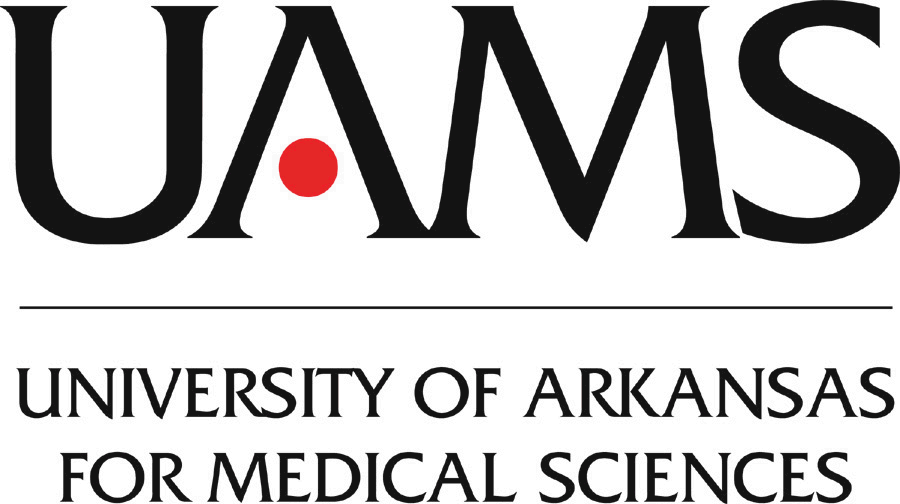 UAMS
UNIVERSITY OF ARKANSAS
FOR MEDICAL SCIENCES